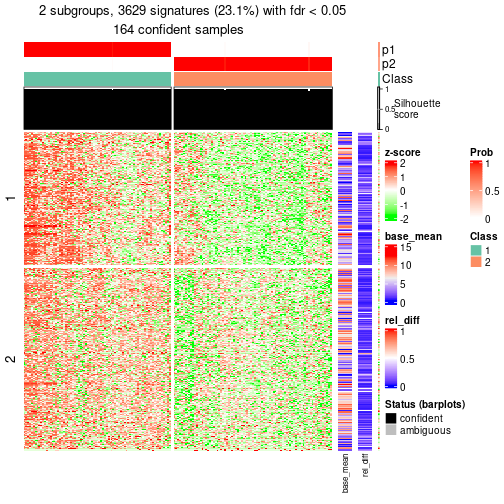 2 subgroups, 3629 signatures (23.1%) with fdr < 0.05
164 confident samples
p1
p2
Class
1
0.5
0
Silhouette
score
1
2
z-score
2
1
0
-1
-2
Prob
1
0.5
0
base_mean
15
10
5
0
Class
1
2
rel_diff
1
0.5
0
Status (barplots)
confident
ambiguous
base_mean
rel_diff